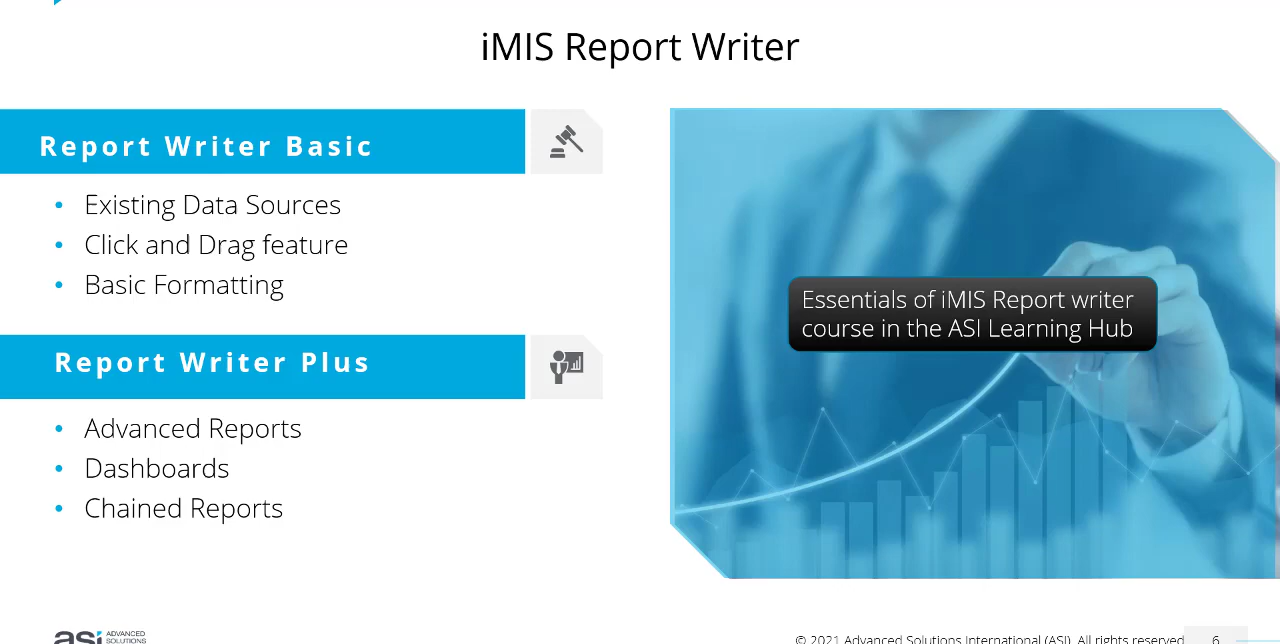 iMIS Report Writer
Report Writer Basic
Existing Data Sources
Click and Drag feature
Basic Formatting
Report Writer Plus
Advanced Reports
Dashboards
Chained Reports
Essentials of iMIS Report writer
course in the ASI Learning Hub
asi ADVANCED
SOLUTIONS
© 2021 Advanced Solutions International (ASI). All rights reserved
6